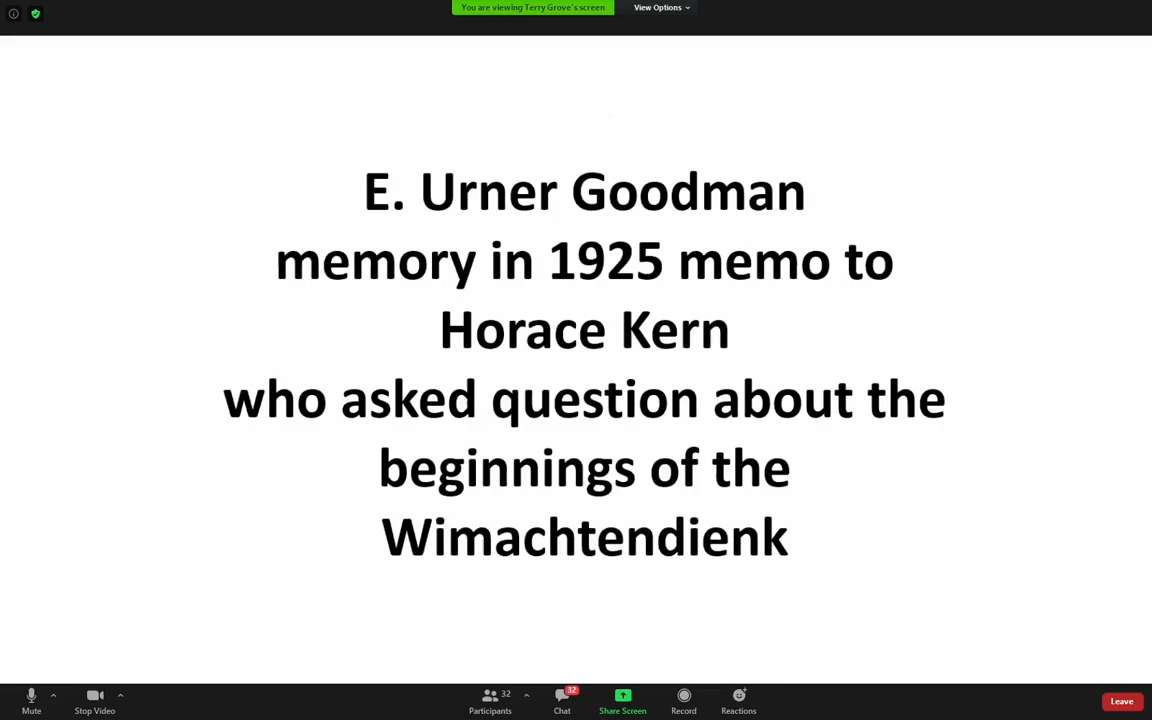 You are viewing Terry Grove's screen View Options
E. Urner Goodman
memory in 1925 memo to
Horace Kern
who asked question about the
beginnings of the
Wimachtendienk
32 32
Mute Stop Video Participants Chat Share Screen Record Reactions Leave